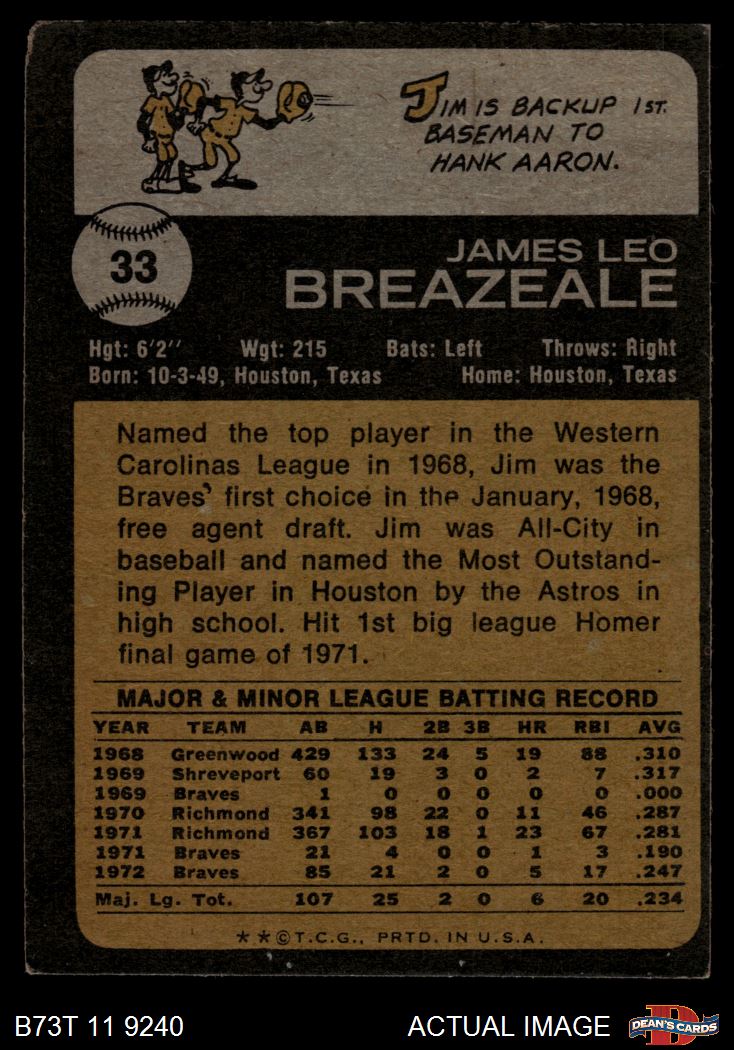 JIM IS BACKUP 1ST.
BASEMAN TO
HANK AARON.
33
JAMES LEO
BREAZEALE
Hgt: 6'2" Wgt: 215 Bats: Left Throws: Right
Born: 10-3-49, Houston, Texas Home: Houston, Texas
Named the top player in the Western
Carolinas League in 1968, Jim was the
Braves' first choice in the January, 1968,
free agent draft. Jim was All-City in
baseball and named the Most Outstand-
ing Player in Houston by the Astros in
high school. Hit 1st big league Homer
final game of 1971.
MAJOR & MINOR LEAGUE BATTING RECORD
YEAR TEAM AB H 2B 3B HR RBI AVG
1968 Greenwood 429 133 24 5 19 88 .310
1969 Shreveport 60 19 3 0 2 7 .317
1969 Braves 1 0 0 0 0 0 .000
1970 Richmond 341 98 22 0 11 46 .287
1971 Richmond 367 103 18 1 23 67 .281
1971 Braves 21 4 0 0 1 3 .190
1972 Braves 85 21 2 0 5 17 .247
Maj. Lg. Tot. 107 25 2 0 6 20 .234
**©T.C.G., PRTD. IN U.S.A.
B73T 11 9240 ACTUAL IMAGE DEAN'S CARDS